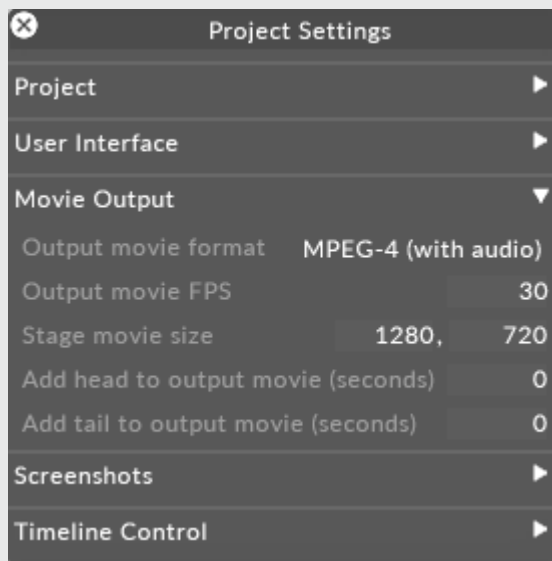 Project Settings
Project
User Interface
Movie Output
Output movie format MPEG-4 (with audio)
Output movie FPS 30
Stage movie size 1280, 720
Add head to output movie (seconds) 0
Add tail to output movie (seconds) 0
Screenshots
Timeline Control